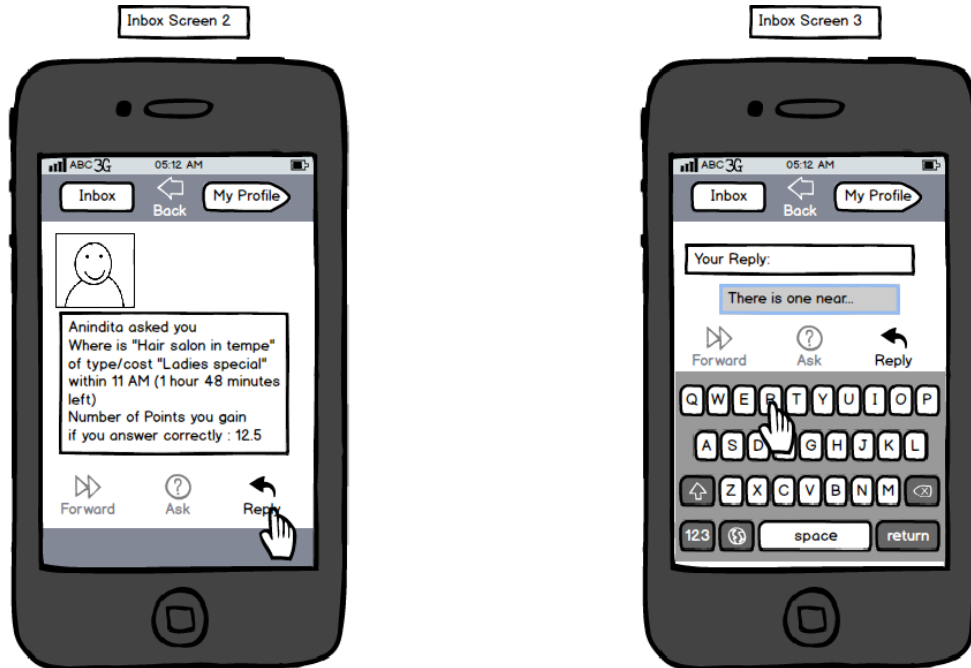 Inbox Screen 2
ABC 3G 05:12 AM
Inbox
Back
My Profile
Anindita asked you
Where is "Hair salon in tempe"
of type/cost "Ladies special"
within 11 AM (1 hour 48 minutes
left)
Number of Points you gain
if you answer correctly : 12.5
Forward
?
Ask
Reply
Inbox Screen 3
ABC 3G 05:12 AM
Inbox
Back
My Profile
Your Reply:
There is one near...
Forward
?
Ask
Reply
Q W E R T Y U I O P
A S D G H J K L
Z X C V B N M
123 space return